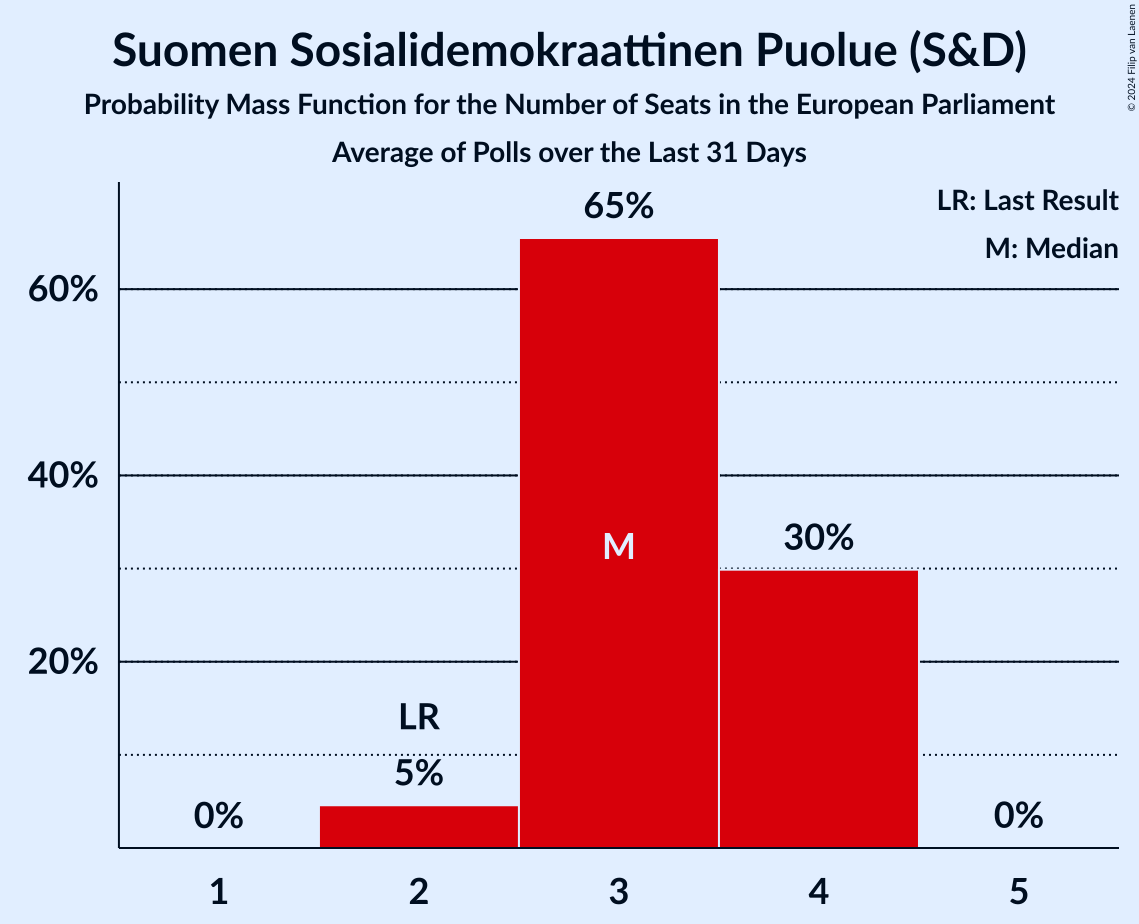 Suomen Sosialidemokraattinen Puolue (S&D)
Probability Mass Function for the Number of Seats in the European Parliament
Average of Polls over the Last 31 Days
© 2024 Filip van Laenen
LR: Last Result
M: Median
65%
60%
40%
30%
M
20%
LR
5%
0%
0%
1 2 3 4 5